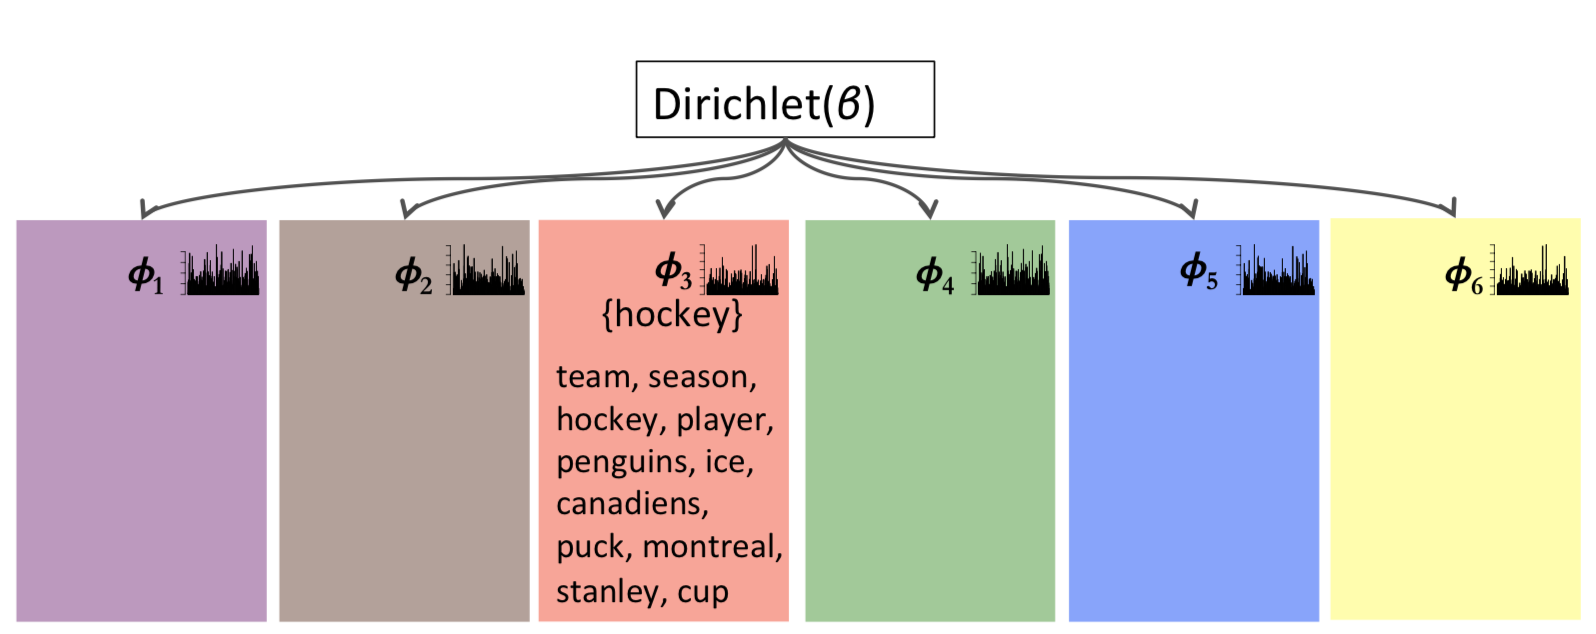 Dirichlet(β)
ϕ1
ϕ2
ϕ3
ϕ4
ϕ5
ϕ6
{hockey}
team, season,
hockey, player,
penguins, ice,
canadiens,
puck, montreal,
stanley, cup